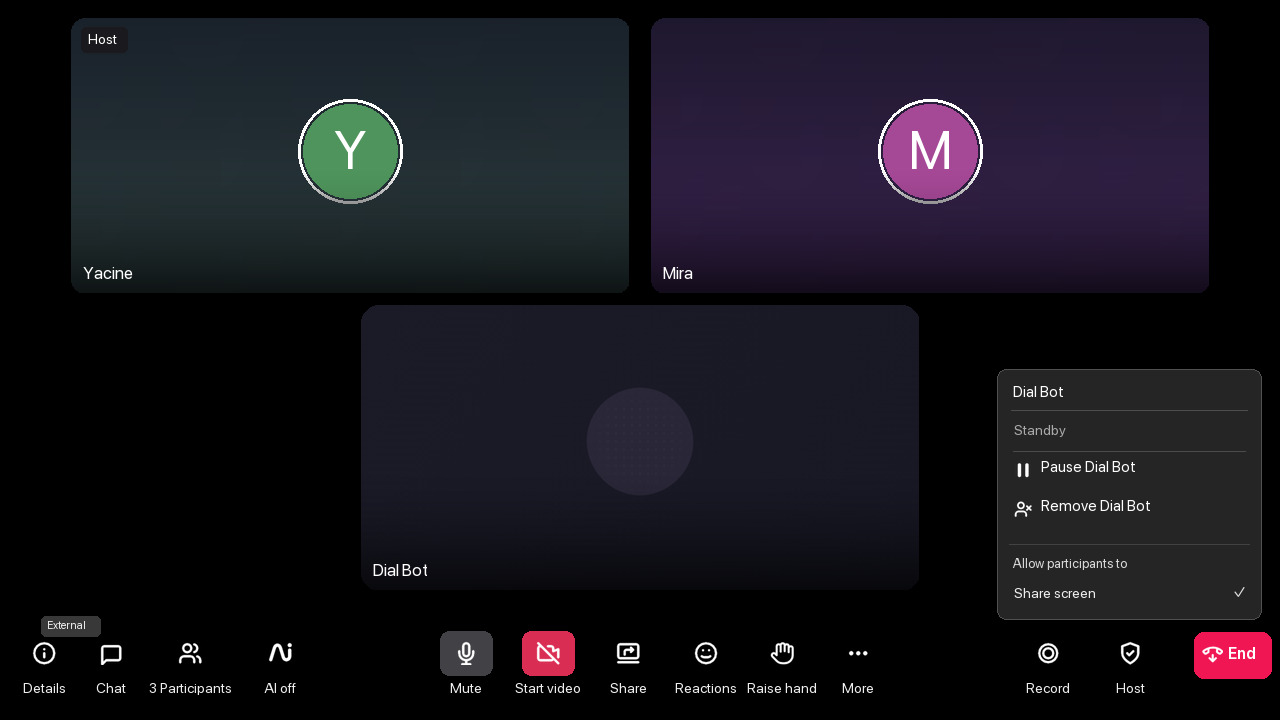 Host
Y
Yacine
M
Mira
Dial Bot
Dial Bot
Standby
Pause Dial Bot
Remove Dial Bot
Allow participants to
Share screen
External
Details
Chat
3 Participants
AI off
Mute
Start video
Share
Reactions
Raise hand
More
Record
Host
End